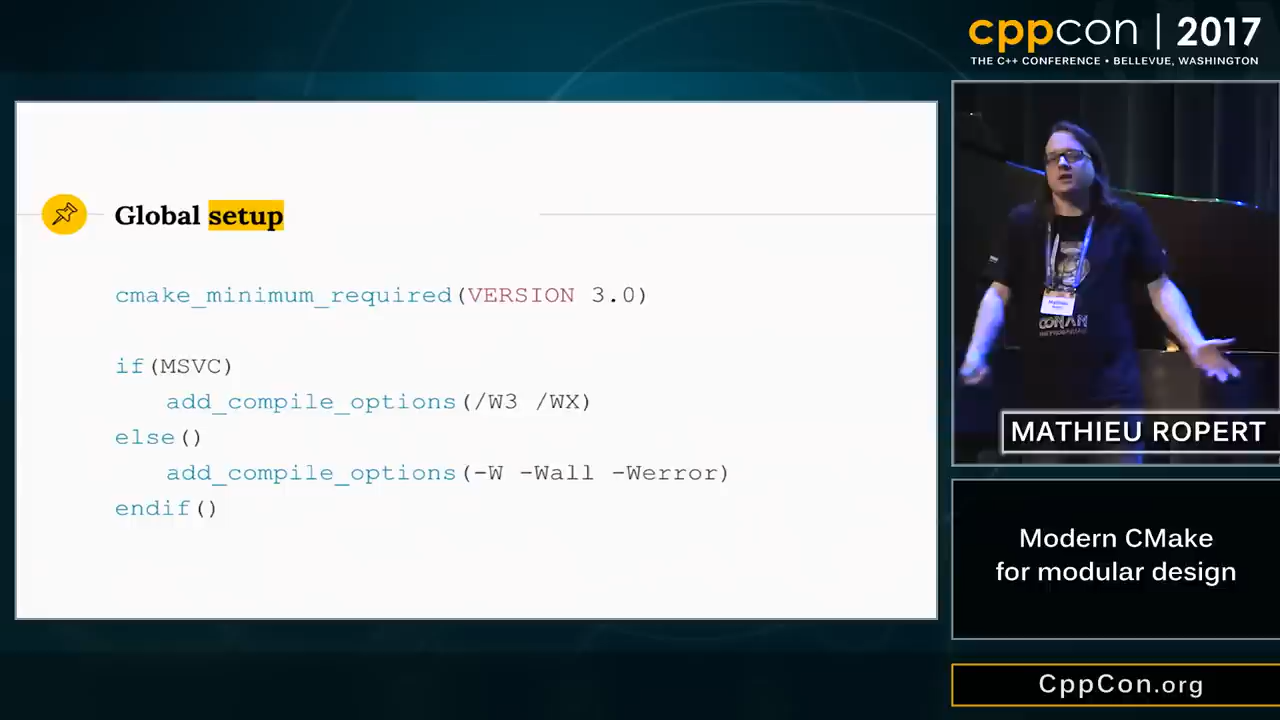 cppcon | 2017
THE C++ CONFERENCE • BELLEVUE, WASHINGTON
Global setup
cmake_minimum_required(VERSION 3.0)
if(MSVC)
    add_compile_options(/W3 /WX)
else()
    add_compile_options(-W -Wall -Werror)
endif()
CONAN
MATHIEU ROPERT
Modern CMake
for modular design
CppCon.org